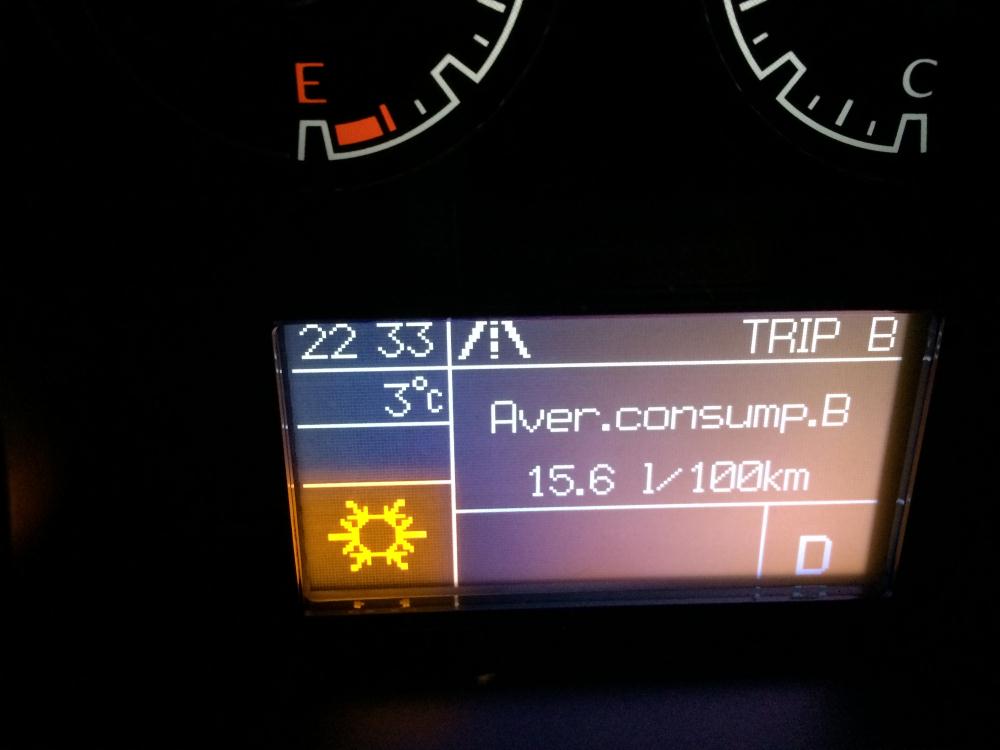 E
C
22 33
TRIP B
3°C
Aver.consump.B
15.6 l/100km
D